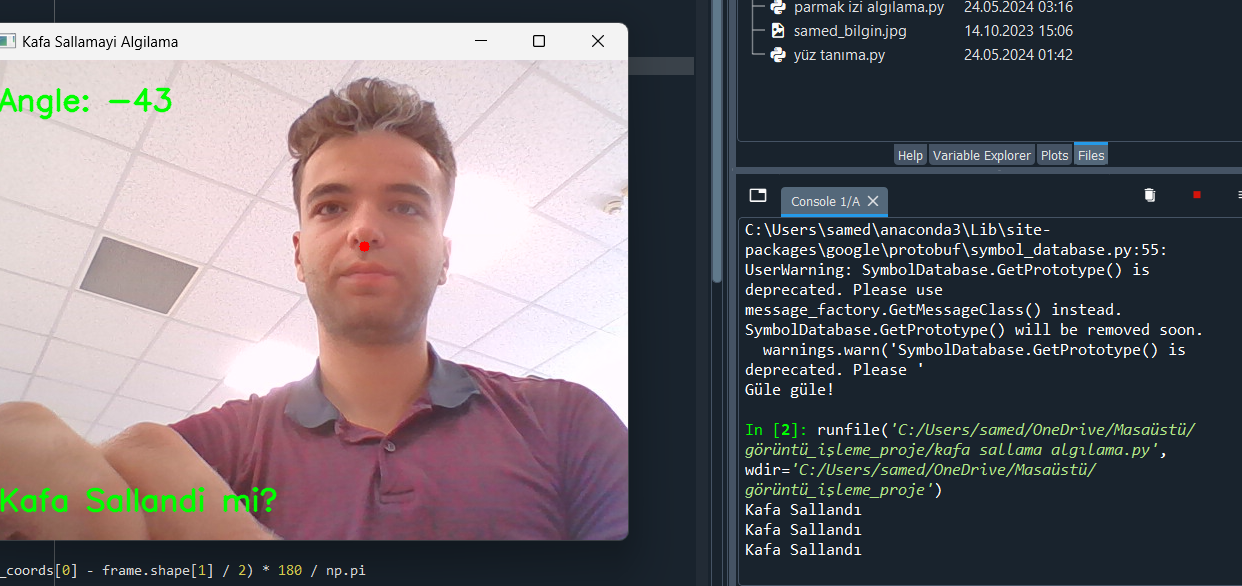 Kafa Sallamayi Algilama
Angle: -43
Kafa Sallandi mi?
_coords[0] - frame.shape[1] / 2) * 180 / np.pi
parmak izi algılama.py 24.05.2024 03:16
samed_bilgin.jpg 14.10.2023 15:06
yüz tanıma.py 24.05.2024 01:42
Help Variable Explorer Plots Files
Console 1/A
C:\Users\samed\anaconda3\Lib\site-
packages\google\protobuf\symbol_database.py:55:
UserWarning: SymbolDatabase.GetPrototype() is
deprecated. Please use
message_factory.GetMessageClass() instead.
SymbolDatabase.GetPrototype() will be removed soon.
warnings.warn('SymbolDatabase.GetPrototype() is
deprecated. Please '
Güle güle!
In [2]: runfile('C:/Users/samed/OneDrive/Masaüstü/
görüntü_işleme_proje/kafa sallama algılama.py',
wdir='C:/Users/samed/OneDrive/Masaüstü/
görüntü_işleme_proje')
Kafa Sallandı
Kafa Sallandı
Kafa Sallandı